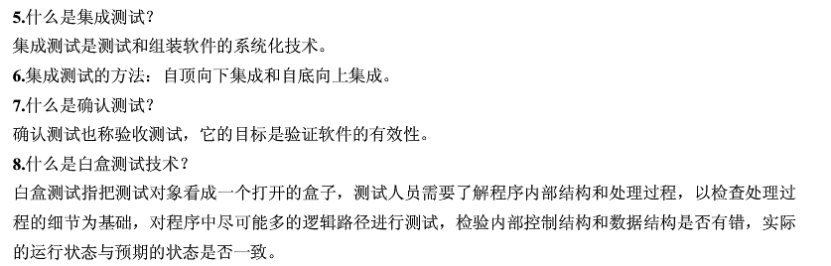 5.什么是集成测试？
集成测试是测试和组装软件的系统化技术。
6.集成测试的方法：自顶向下集成和自底向上集成。
7.什么是确认测试？
确认测试也称验收测试，它的目标是验证软件的有效性。
8.什么是白盒测试技术？
白盒测试指把测试对象看成一个打开的盒子，测试人员需要了解程序内部结构和处理过程，以检查处理过
程的细节为基础，对程序中尽可能多的逻辑路径进行测试，检验内部控制结构和数据结构是否有错，实际
的运行状态与预期的状态是否一致。